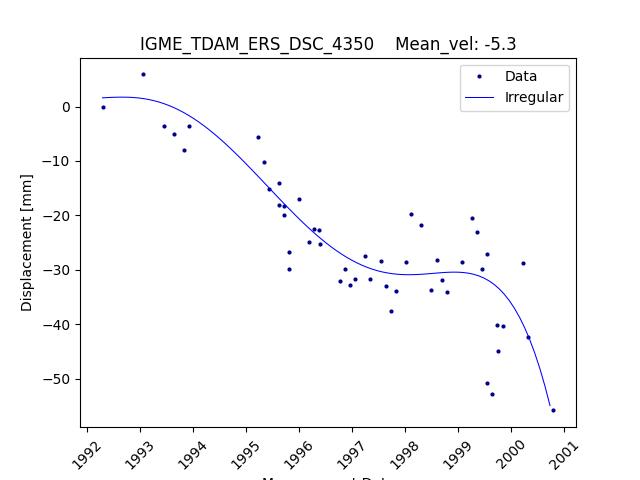 IGME_TDAM_ERS_DSC_4350    Mean_vel: -5.3
Data
Irregular
Displacement [mm]
0
−10
−20
−30
−40
−50
1992 1993 1994 1995 1996 1997 1998 1999 2000 2001